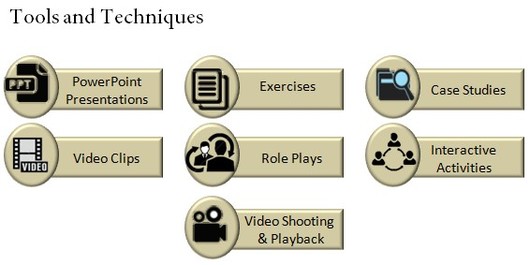 Tools and Techniques
PPT
PowerPoint
Presentations
Exercises
Case Studies
VIDEO
Video Clips
Role Plays
Interactive
Activities
Video Shooting
& Playback